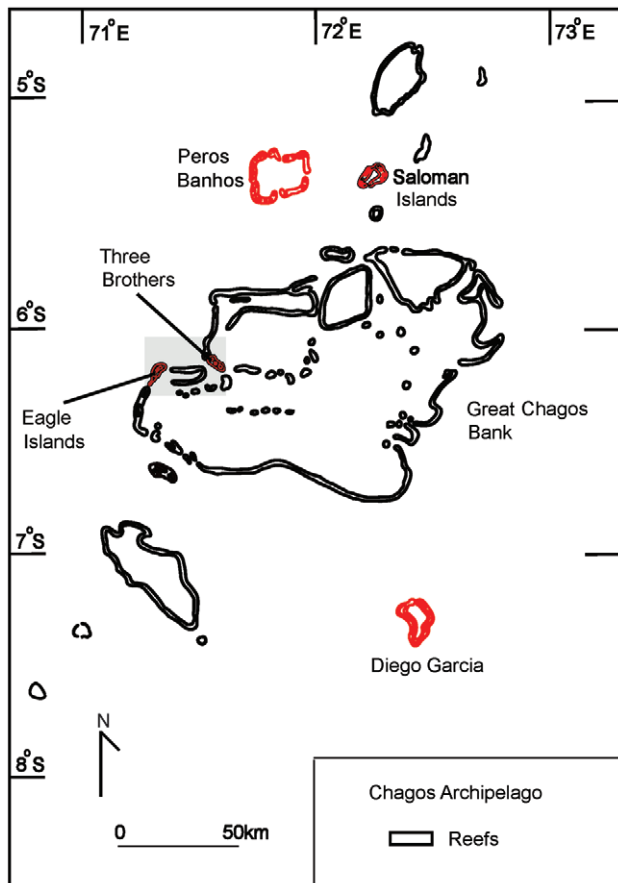 71°E
72°E
73°E
5°S
Peros
Banhos
Saloman
Islands
Three
Brothers
6°S
Eagle
Islands
Great Chagos
Bank
7°S
Diego Garcia
N
8°S
Chagos Archipelago
0 50km
Reefs